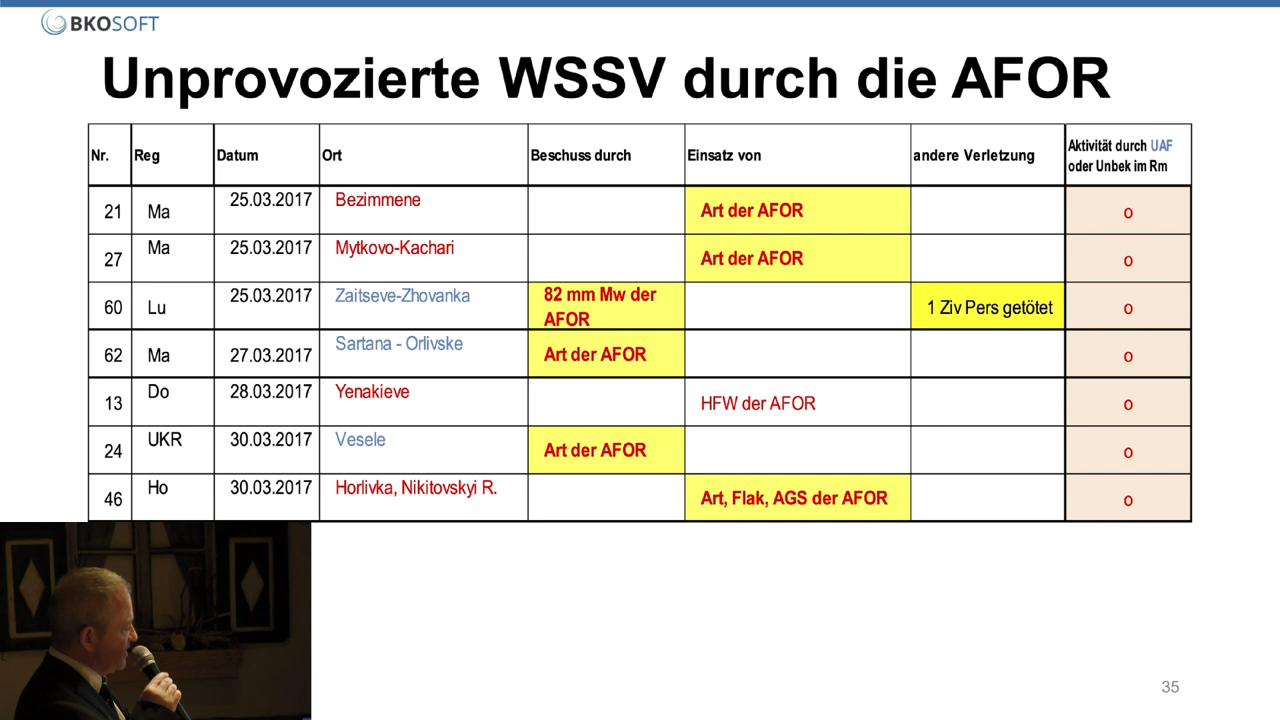 BKOSOFT
Unprovozierte WSSV durch die AFOR
Nr. Reg Datum Ort Beschuss durch Einsatz von andere Verletzung Aktivität durch UAF oder Unbek im Rm
21 Ma 25.03.2017 Bezimmene Art der AFOR o
27 Ma 25.03.2017 Mytkovo-Kachari Art der AFOR o
60 Lu 25.03.2017 Zaitseve-Zhovanka 82 mm Mw der AFOR 1 Ziv Pers getötet o
62 Ma 27.03.2017 Sartana - Orlivske Art der AFOR o
13 Do 28.03.2017 Yenakieve HFW der AFOR o
24 UKR 30.03.2017 Vesele Art der AFOR o
46 Ho 30.03.2017 Horlivka, Nikitovskyi R. Art, Flak, AGS der AFOR o
35